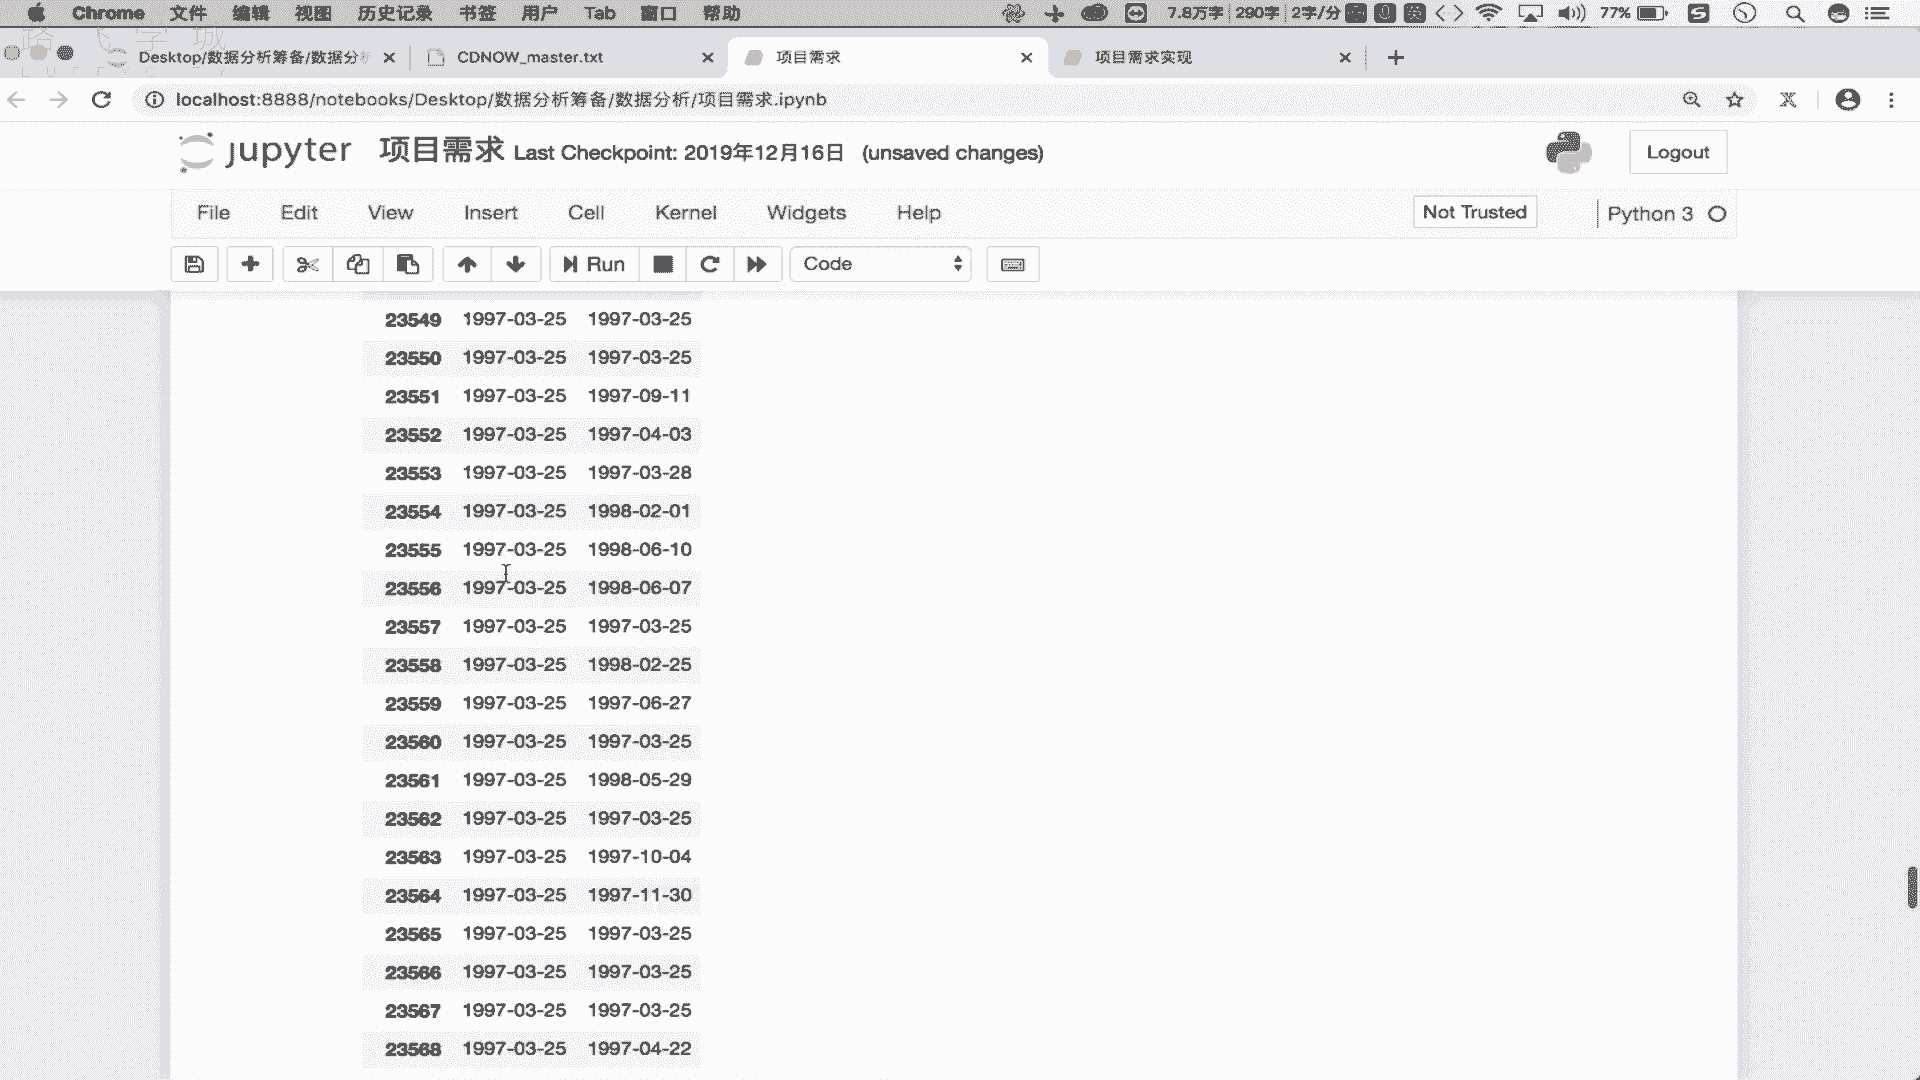 Chrome 文件 编辑 视图 历史记录 书签 用户 Tab 窗口 帮助 7.8万字 290字 2字/分 77%
Desktop/数据分析筹备/数据分 CDNOW_master.txt 项目需求 项目需求实现
localhost:8888/notebooks/Desktop/数据分析筹备/数据分析/项目需求.ipynb
jupyter 项目需求 Last Checkpoint: 2019年12月16日 (unsaved changes) Logout
File Edit View Insert Cell Kernel Widgets Help Not Trusted Python 3
Run Code
23549 1997-03-25 1997-03-25
23550 1997-03-25 1997-03-25
23551 1997-03-25 1997-09-11
23552 1997-03-25 1997-04-03
23553 1997-03-25 1997-03-28
23554 1997-03-25 1998-02-01
23555 1997-03-25 1998-06-10
23556 1997-03-25 1998-06-07
23557 1997-03-25 1997-03-25
23558 1997-03-25 1998-02-25
23559 1997-03-25 1997-06-27
23560 1997-03-25 1997-03-25
23561 1997-03-25 1998-05-29
23562 1997-03-25 1997-03-25
23563 1997-03-25 1997-10-04
23564 1997-03-25 1997-11-30
23565 1997-03-25 1997-03-25
23566 1997-03-25 1997-03-25
23567 1997-03-25 1997-03-25
23568 1997-03-25 1997-04-22